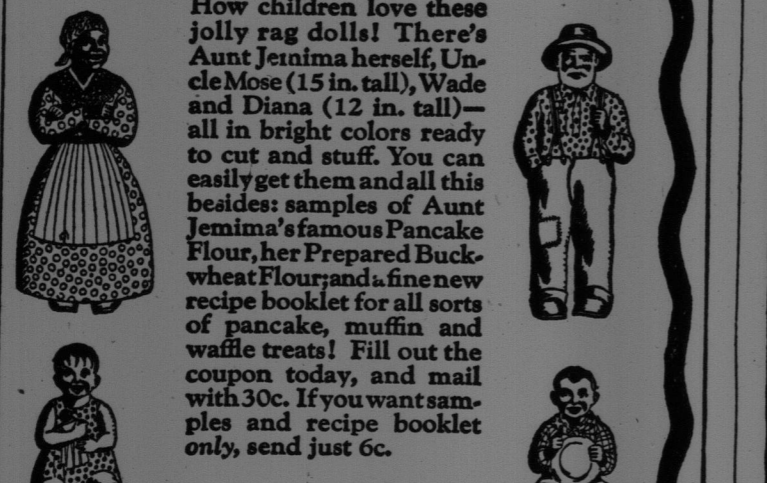 How children love these
jolly rag dolls! There's
Aunt Jemima herself, Un-
cle Mose (15 in. tall), Wade
and Diana (12 in. tall)—
all in bright colors ready
to cut and stuff. You can
easily get them and all this
besides: samples of Aunt
Jemima's famous Pancake
Flour, her Prepared Buck-
wheat Flour; and a fine new
recipe booklet for all sorts
of pancake, muffin and
waffle treats! Fill out the
coupon today, and mail
with 30c. If you want sam-
ples and recipe booklet
only, send just 6c.